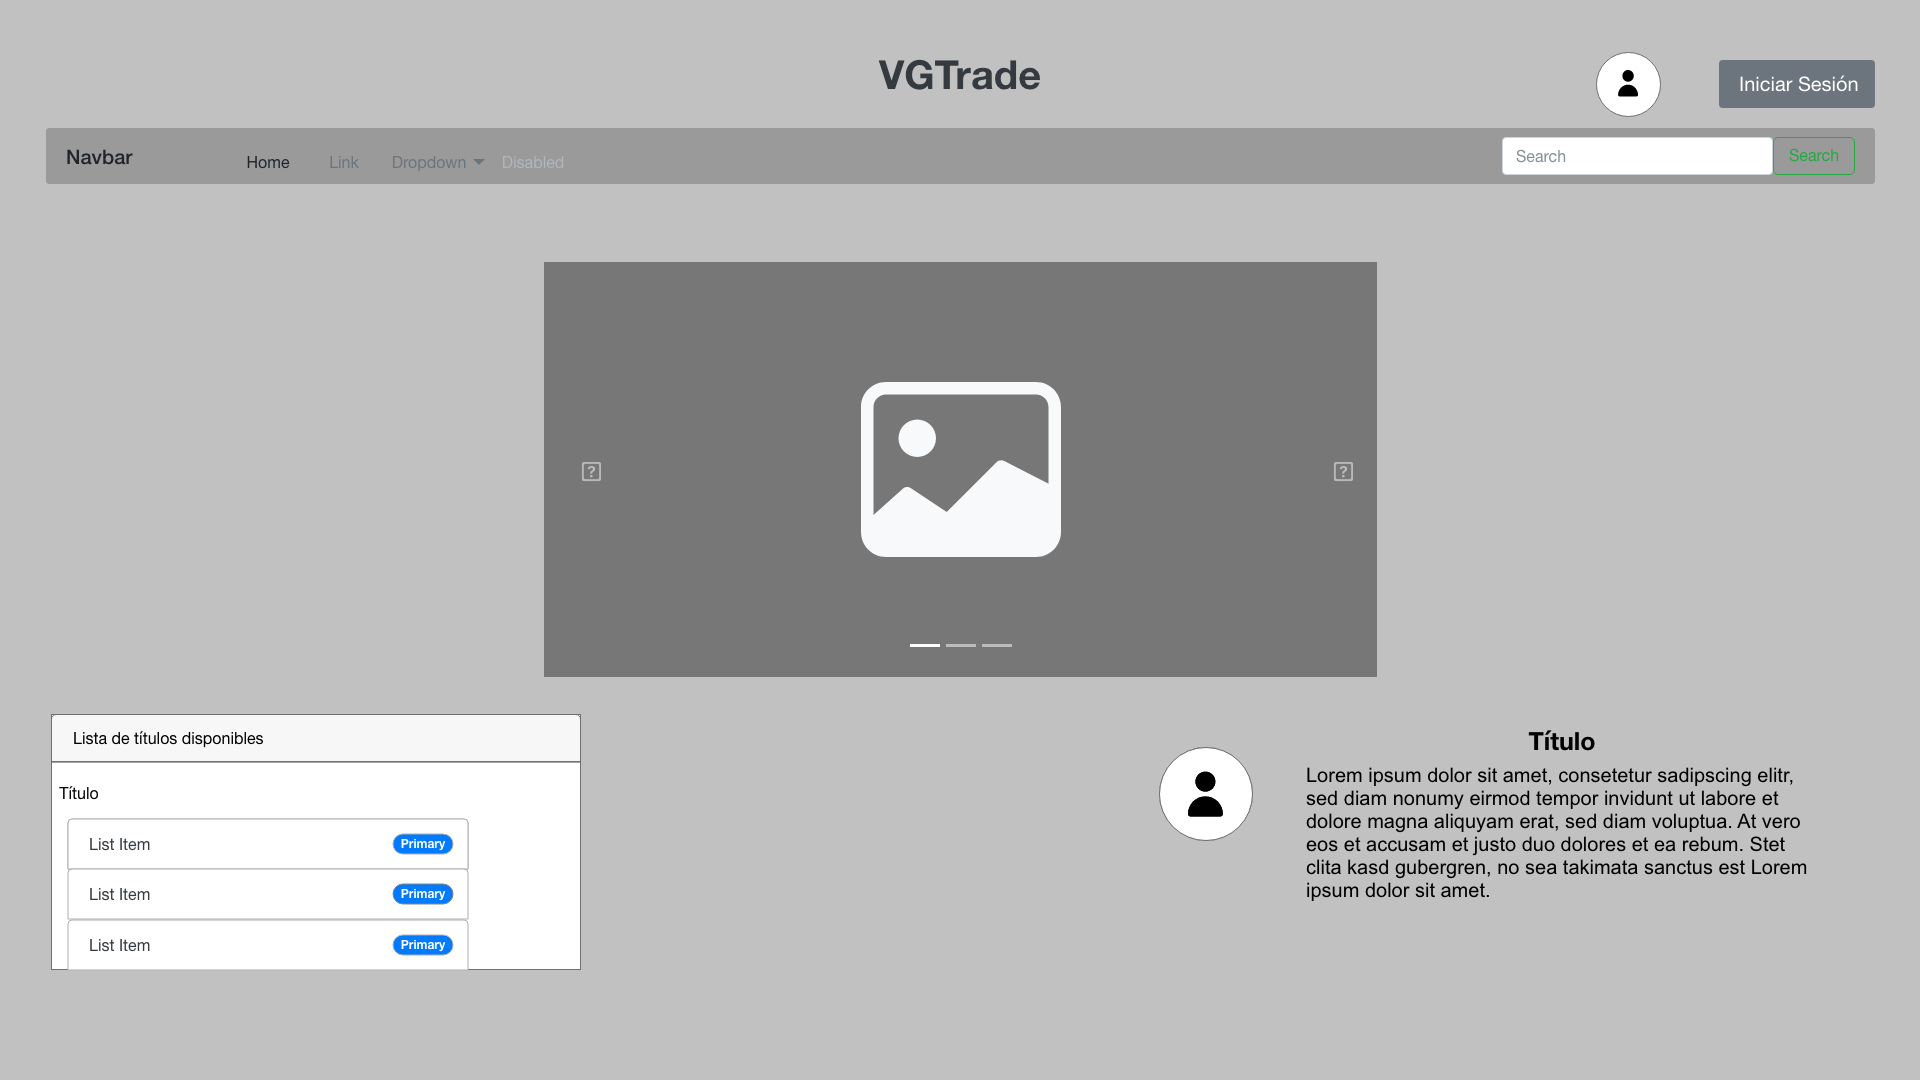 VGTrade
Iniciar Sesión
Navbar
Home
Link
Dropdown
Disabled
Search
Search
Lista de títulos disponibles
Título
List Item
Primary
List Item
Primary
List Item
Primary
Título
Lorem ipsum dolor sit amet, consetetur sadipscing elitr,
sed diam nonumy eirmod tempor invidunt ut labore et
dolore magna aliquyam erat, sed diam voluptua. At vero
eos et accusam et justo duo dolores et ea rebum. Stet
clita kasd gubergren, no sea takimata sanctus est Lorem
ipsum dolor sit amet.